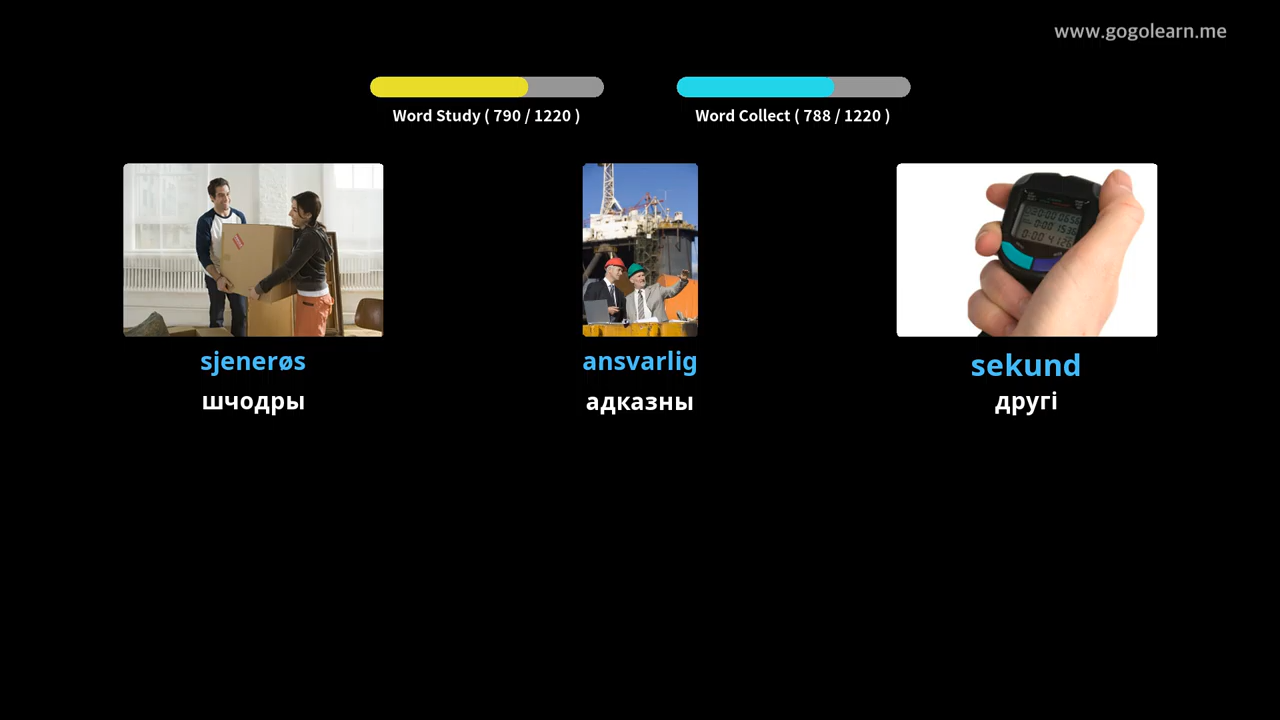 www.gogolearn.me
Word Study ( 790 / 1220 )
Word Collect ( 788 / 1220 )
sjenerøs
шчодры
ansvarlig
адказны
sekund
другі